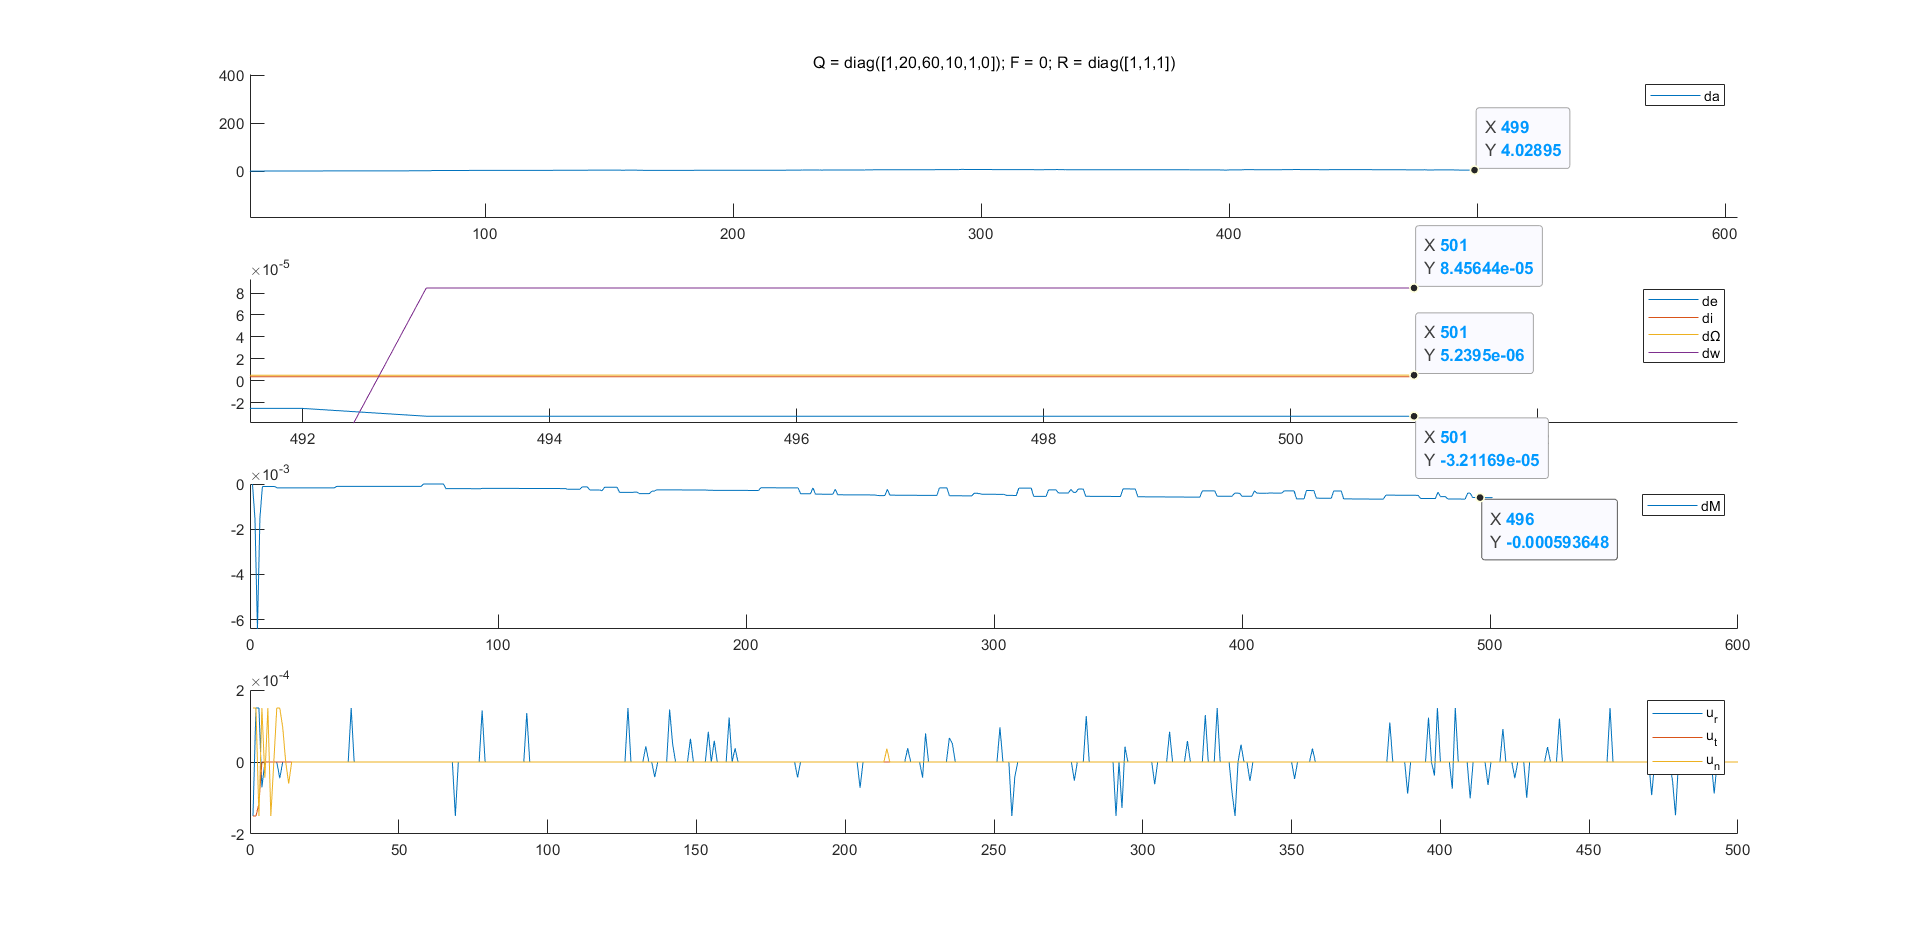 Q = diag([1,20,60,10,1,0]); F = 0; R = diag([1,1,1])
400
200
0
da
X 499
Y 4.02895
100
200
300
400
600
×10^-5
8
6
4
2
0
-2
X 501
Y 8.45644e-05
X 501
Y 5.2395e-06
de
di
dΩ
dw
492
494
496
498
500
X 501
Y -3.21169e-05
×10^-3
0
-2
-4
-6
dM
X 496
Y -0.000593648
0
100
200
300
400
500
600
×10^-4
2
0
-2
u_r
u_t
u_n
0
50
100
150
200
250
300
350
400
450
500